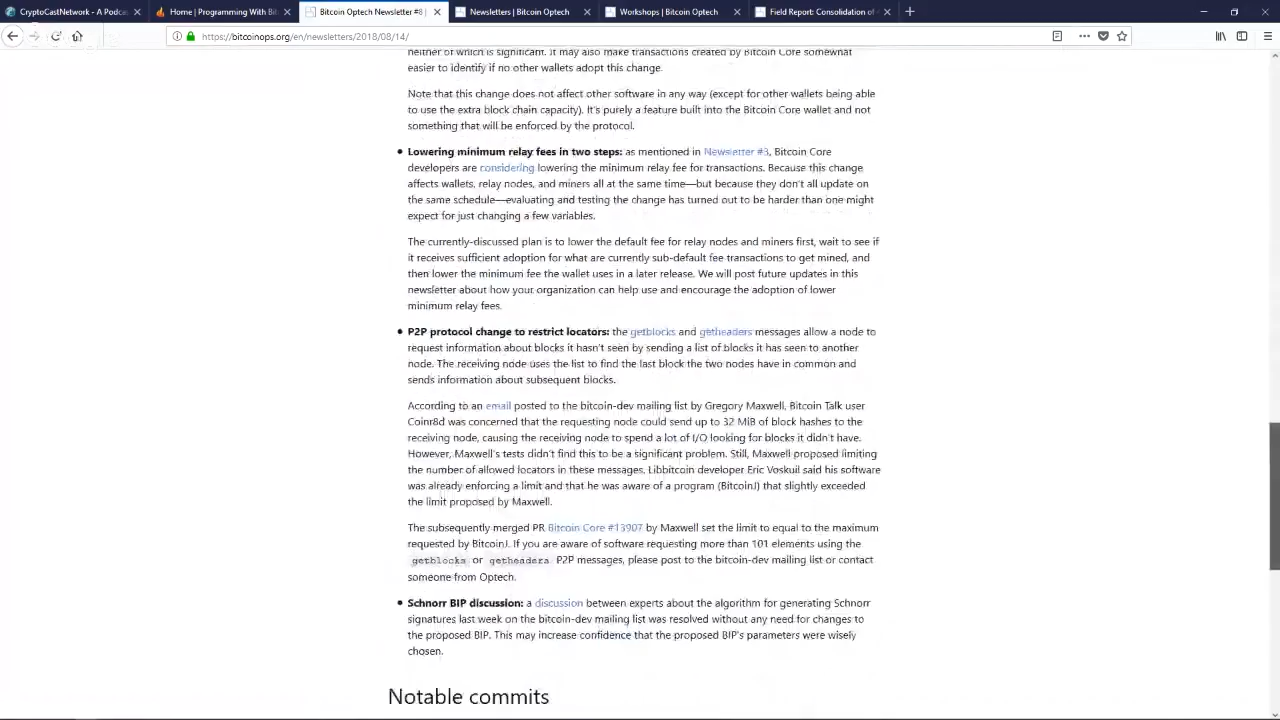 CryptoCastNetwork - A Podcas
Home | Programming With Bit
Bitcoin Optech Newsletter #8 |
Newsletters | Bitcoin Optech
Workshops | Bitcoin Optech
Field Report: Consolidation of
https://bitcoinops.org/en/newsletters/2018/08/14/
neither of which is significant. It may also make transactions created by Bitcoin Core somewhat
easier to identify if no other wallets adopt this change.
Note that this change does not affect other software in any way (except for other wallets being able
to use the extra block chain capacity). It's purely a feature built into the Bitcoin Core wallet and not
something that will be enforced by the protocol.
Lowering minimum relay fees in two steps: as mentioned in Newsletter #3, Bitcoin Core
developers are considering lowering the minimum relay fee for transactions. Because this change
affects wallets, relay nodes, and miners all at the same time—but because they don't all update on
the same schedule—evaluating and testing the change has turned out to be harder than one might
expect for just changing a few variables.
The currently-discussed plan is to lower the default fee for relay nodes and miners first, wait to see if
it receives sufficient adoption for what are currently sub-default fee transactions to get mined, and
then lower the minimum fee the wallet uses in a later release. We will post future updates in this
newsletter about how your organization can help use and encourage the adoption of lower
minimum relay fees.
P2P protocol change to restrict locators: the getblocks and getheaders messages allow a node to
request information about blocks it hasn't seen by sending a list of blocks it has seen to another
node. The receiving node uses the list to find the last block the two nodes have in common and
sends information about subsequent blocks.
According to an email posted to the bitcoin-dev mailing list by Gregory Maxwell, Bitcoin Talk user
Coinr8d was concerned that the requesting node could send up to 32 MiB of block hashes to the
receiving node, causing the receiving node to spend a lot of I/O looking for blocks it didn't have.
However, Maxwell's tests didn't find this to be a significant problem. Still, Maxwell proposed limiting
the number of allowed locators in these messages. Libbitcoin developer Eric Voskuil said his software
was already enforcing a limit and that he was aware of a program (BitcoinJ) that slightly exceeded
the limit proposed by Maxwell.
The subsequently merged PR Bitcoin Core #13907 by Maxwell set the limit to equal to the maximum
requested by BitcoinJ. If you are aware of software requesting more than 101 elements using the
getblocks or getheaders P2P messages, please post to the bitcoin-dev mailing list or contact
someone from Optech.
Schnorr BIP discussion: a discussion between experts about the algorithm for generating Schnorr
signatures last week on the bitcoin-dev mailing list was resolved without any need for changes to
the proposed BIP. This may increase confidence that the proposed BIP's parameters were wisely
chosen.
Notable commits